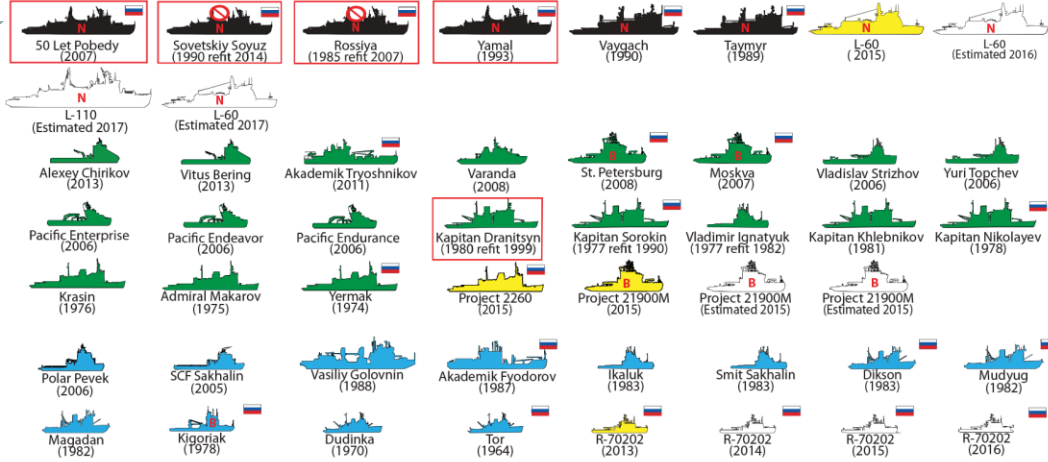 N N N N N N N N
50 Let Pobedy Sovetskiy Soyuz Rossiya Yamal Vaygach Taymyr L-60 L-60
(2007) (1990 refit 2014) (1985 refit 2007) (1993) (1990) (1989) ( 2015) (Estimated 2016)
N N
L-110 L-60
(Estimated 2017) (Estimated 2017)
B B
Alexey Chirikov Vitus Bering Akademik Tryoshnikov Varanda St. Petersburg Moskva Vladislav Strizhov Yuri Topchev
(2013) (2013) (2011) (2008) (2008) (2007) (2006) (2006)
Pacific Enterprise Pacific Endeavor Pacific Endurance Kapitan Dranitsyn Kapitan Sorokin Vladimir Ignatyuk Kapitan Khlebnikov Kapitan Nikolayev
(2006) (2006) (2006) (1980 refit 1999) (1977 refit 1990) (1977 refit 1982) (1981) (1978)
B B B
Krasin Admiral Makarov Yermak Project 2260 Project 21900M Project 21900M Project 21900M
(1976) (1975) (1974) 2015) (2015) (Estimated 2015) (Estimated 2015)
Polar Pevek SCF Sakhalin Vasiliy Golovnin Akademik Fyodorov Ikaluk Smit Sakhalin Dikson Mudyug
(2006) (2005) (1988) (1987) (1983) (1983) (1983) (1982)
B
Magadan Kigoriak Dudinka Tor R-70202 R-70202 R-70202 R-70202
(1982) (1978) (1970) (1964) (2013) (2014) (2015) (2016)